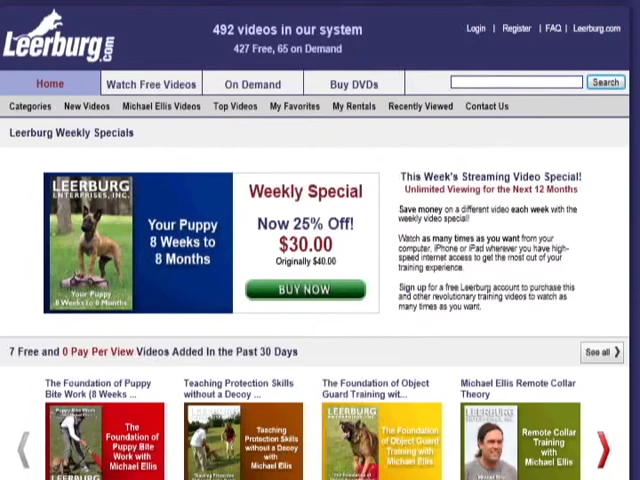 Leerburg.com
492 videos in our system
427 Free, 65 on Demand
Login | Register | FAQ | Leerburg.com
Home
Watch Free Videos
On Demand
Buy DVDs
Search
Categories New Videos Michael Ellis Videos Top Videos My Favorites My Rentals Recently Viewed Contact Us
Leerburg Weekly Specials
LEERBURG
ENTERPRISES, INC.
Your Puppy
8 Weeks to 8 Months
Your Puppy
8 Weeks to
8 Months
Weekly Special
Now 25% Off!
$30.00
Originally $40.00
BUY NOW
This Week's Streaming Video Special!
Unlimited Viewing for the Next 12 Months
Save money on a different video each week with the
weekly video special!
Watch as many times as you want from your
computer, iPhone or iPad wherever you have high-
speed internet access to get the most out of your
training experience.
Sign up for a free Leerburg account to purchase this
and other revolutionary training videos to watch as
many times as you want.
7 Free and 0 Pay Per View Videos Added In the Past 30 Days
See all ❯
The Foundation of Puppy
Bite Work (8 Weeks ...
Teaching Protection Skills
without a Decoy ...
The Foundation of Object
Guard Training wit...
Michael Ellis Remote Collar
Theory
Puppy Bite Work
LEERBURG
The
Foundation of
Puppy Bite
Work with
Michael Ellis
LEERBURG
Teaching
Protection Skills
without a Decoy
with
Michael Ellis
LEERBURG
The Foundation
of Object Guard
Training with
Michael Ellis
LEERBURG
Remote Collar
Training
with
Michael Ellis